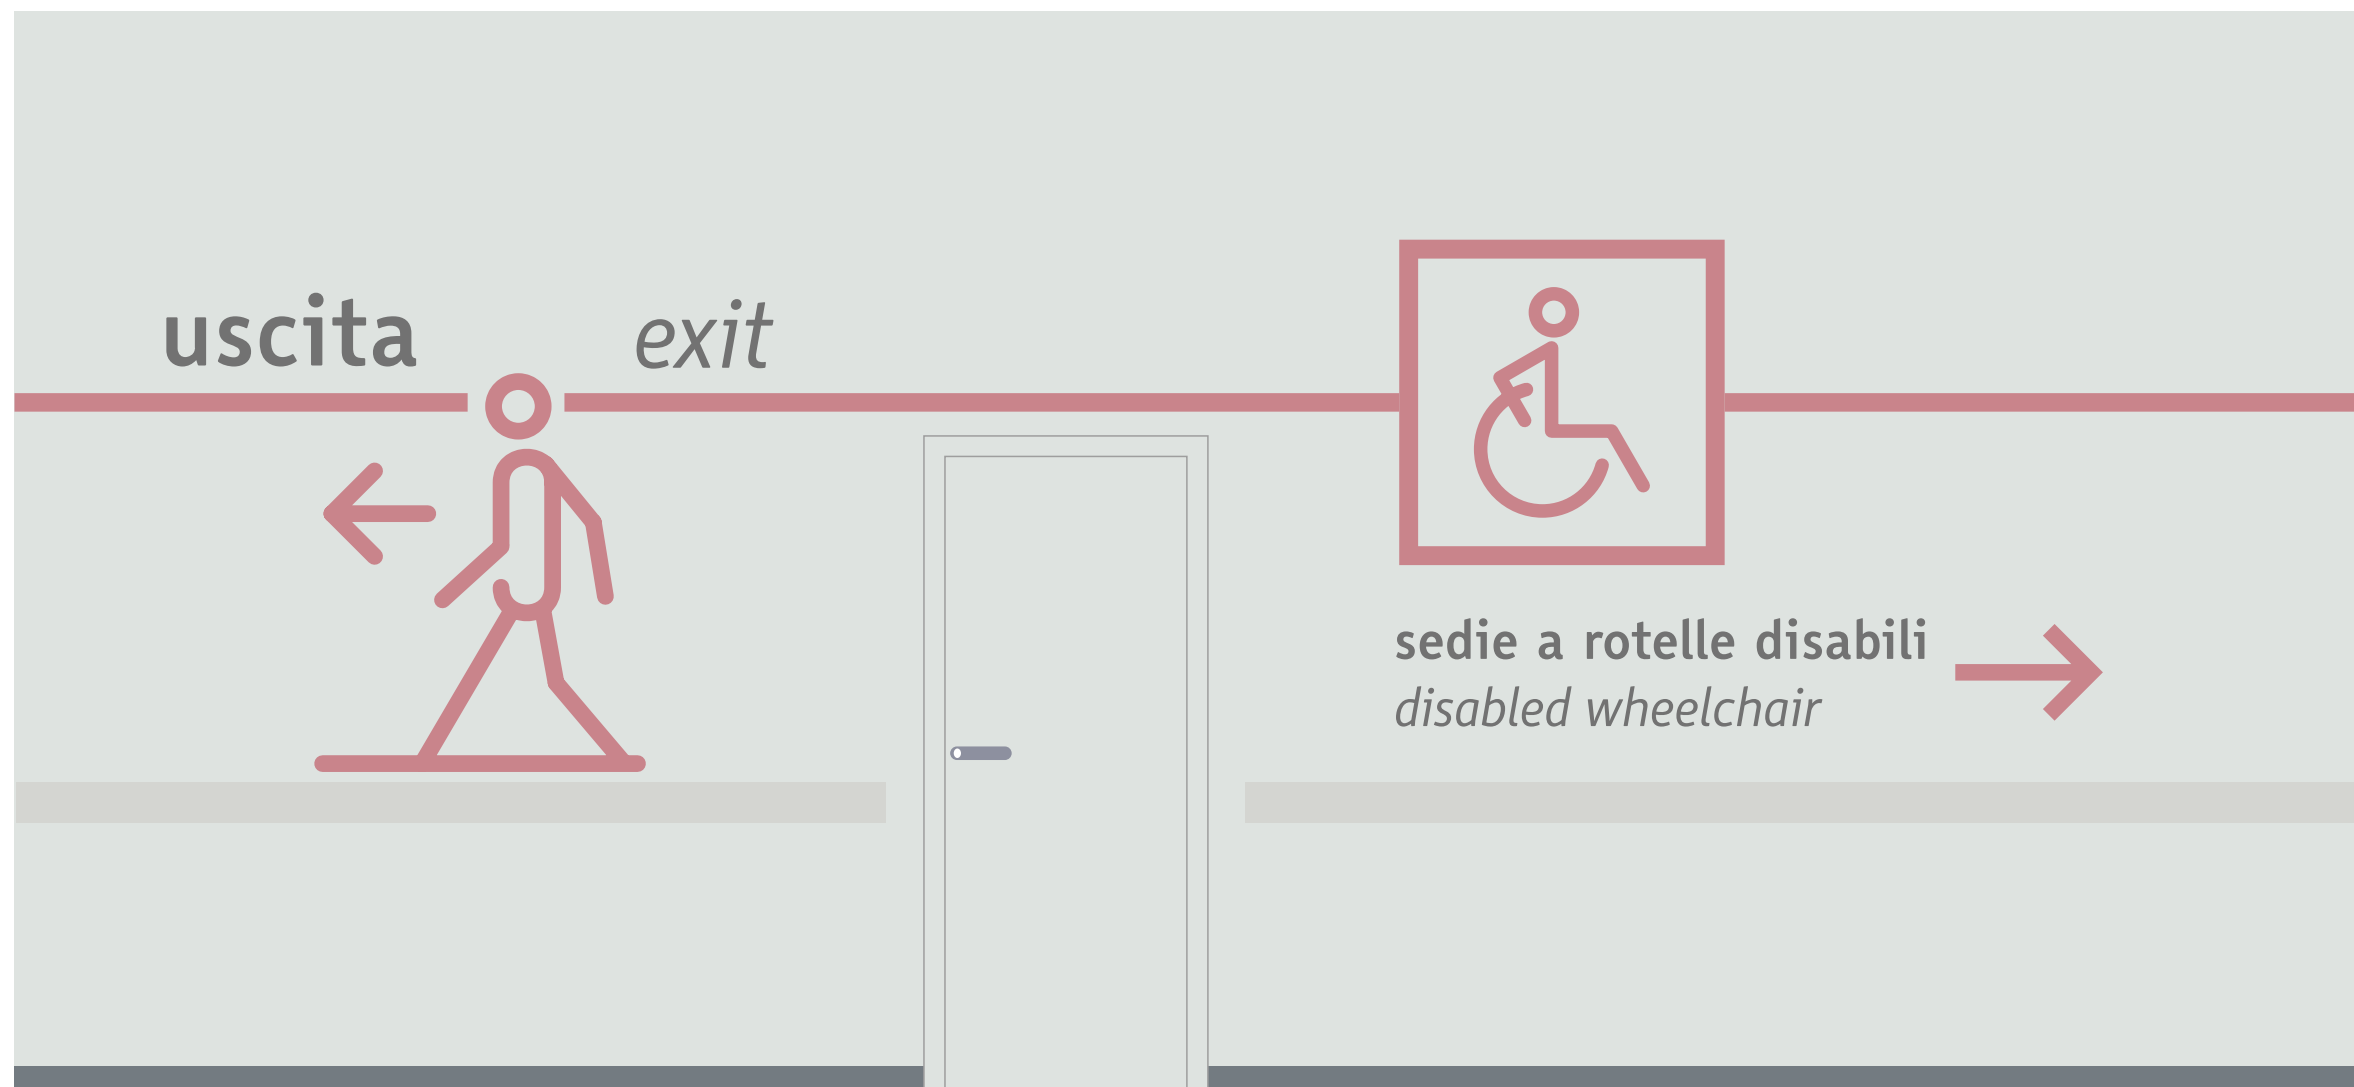 uscita exit
sedie a rotelle disabili
disabled wheelchair